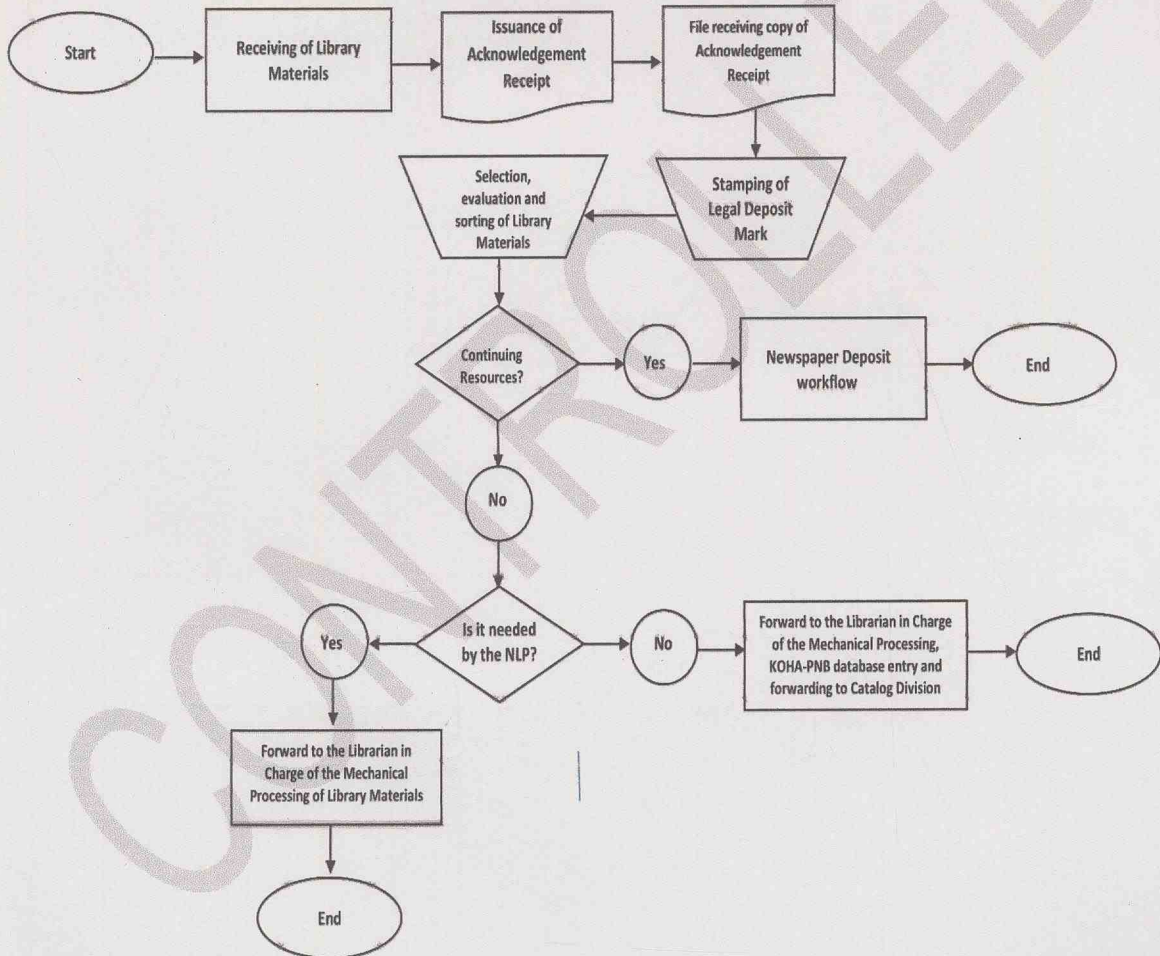 Start
Receiving of Library
Materials
Issuance of
Acknowledgement
Receipt
File receiving copy of
Acknowledgement
Receipt
Stamping of
Legal Deposit
Mark
Selection,
evaluation and
sorting of Library
Materials
Continuing
Resources?
Yes
Newspaper Deposit
workflow
End
No
Is it needed
by the NLP?
No
Forward to the Librarian in Charge
of the Mechanical Processing,
KOHA-PNB database entry and
forwarding to Catalog Division
End
Yes
Forward to the Librarian in
Charge of the Mechanical
Processing of Library Materials
End
CONTROLLED